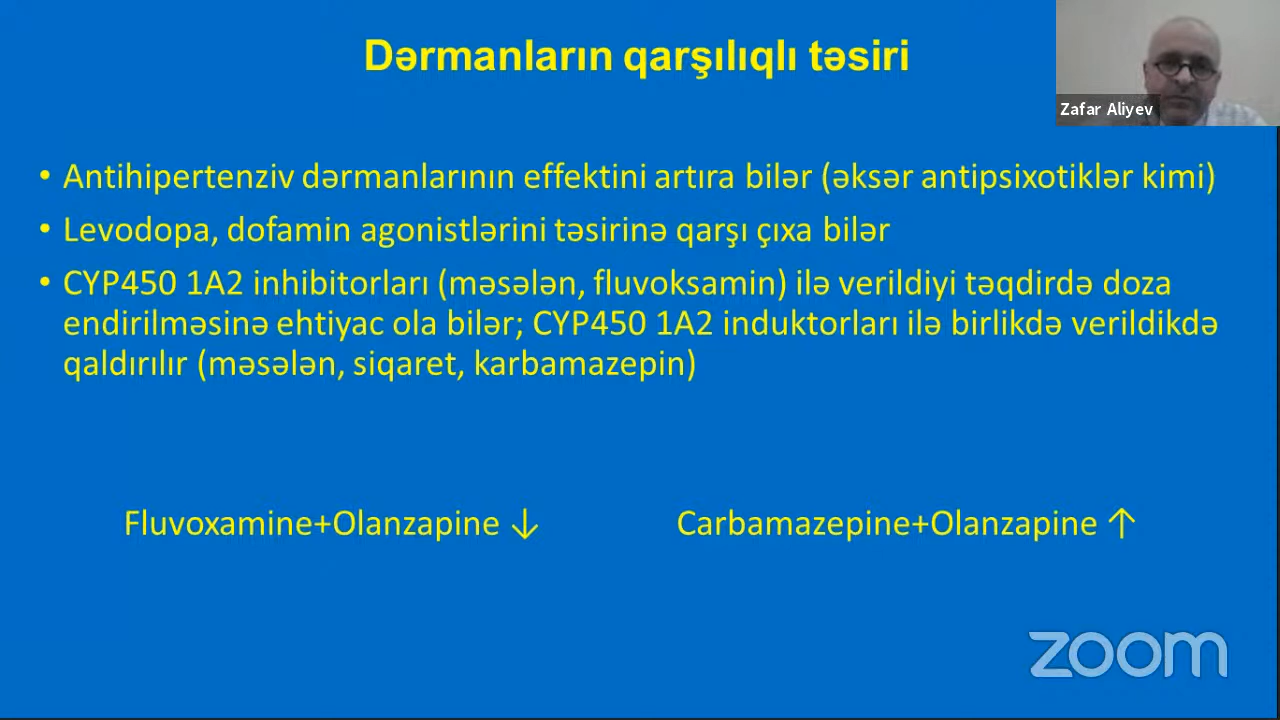 Dərmanların qarşılıqlı təsiri
Zafar Aliyev
• Antihipertenziv dərmanlarının effektini artıra bilər (əksər antipsixotiklər kimi)
• Levodopa, dofamin agonistlərini təsirinə qarşı çıxa bilər
• CYP450 1A2 inhibitorları (məsələn, fluvoksamin) ilə verildiyi təqdirdə doza
endirilməsinə ehtiyac ola bilər; CYP450 1A2 induktorları ilə birlikdə verildikdə
qaldırılır (məsələn, siqaret, karbamazepin)
Fluvoxamine+Olanzapine ↓ Carbamazepine+Olanzapine ↑
zoom